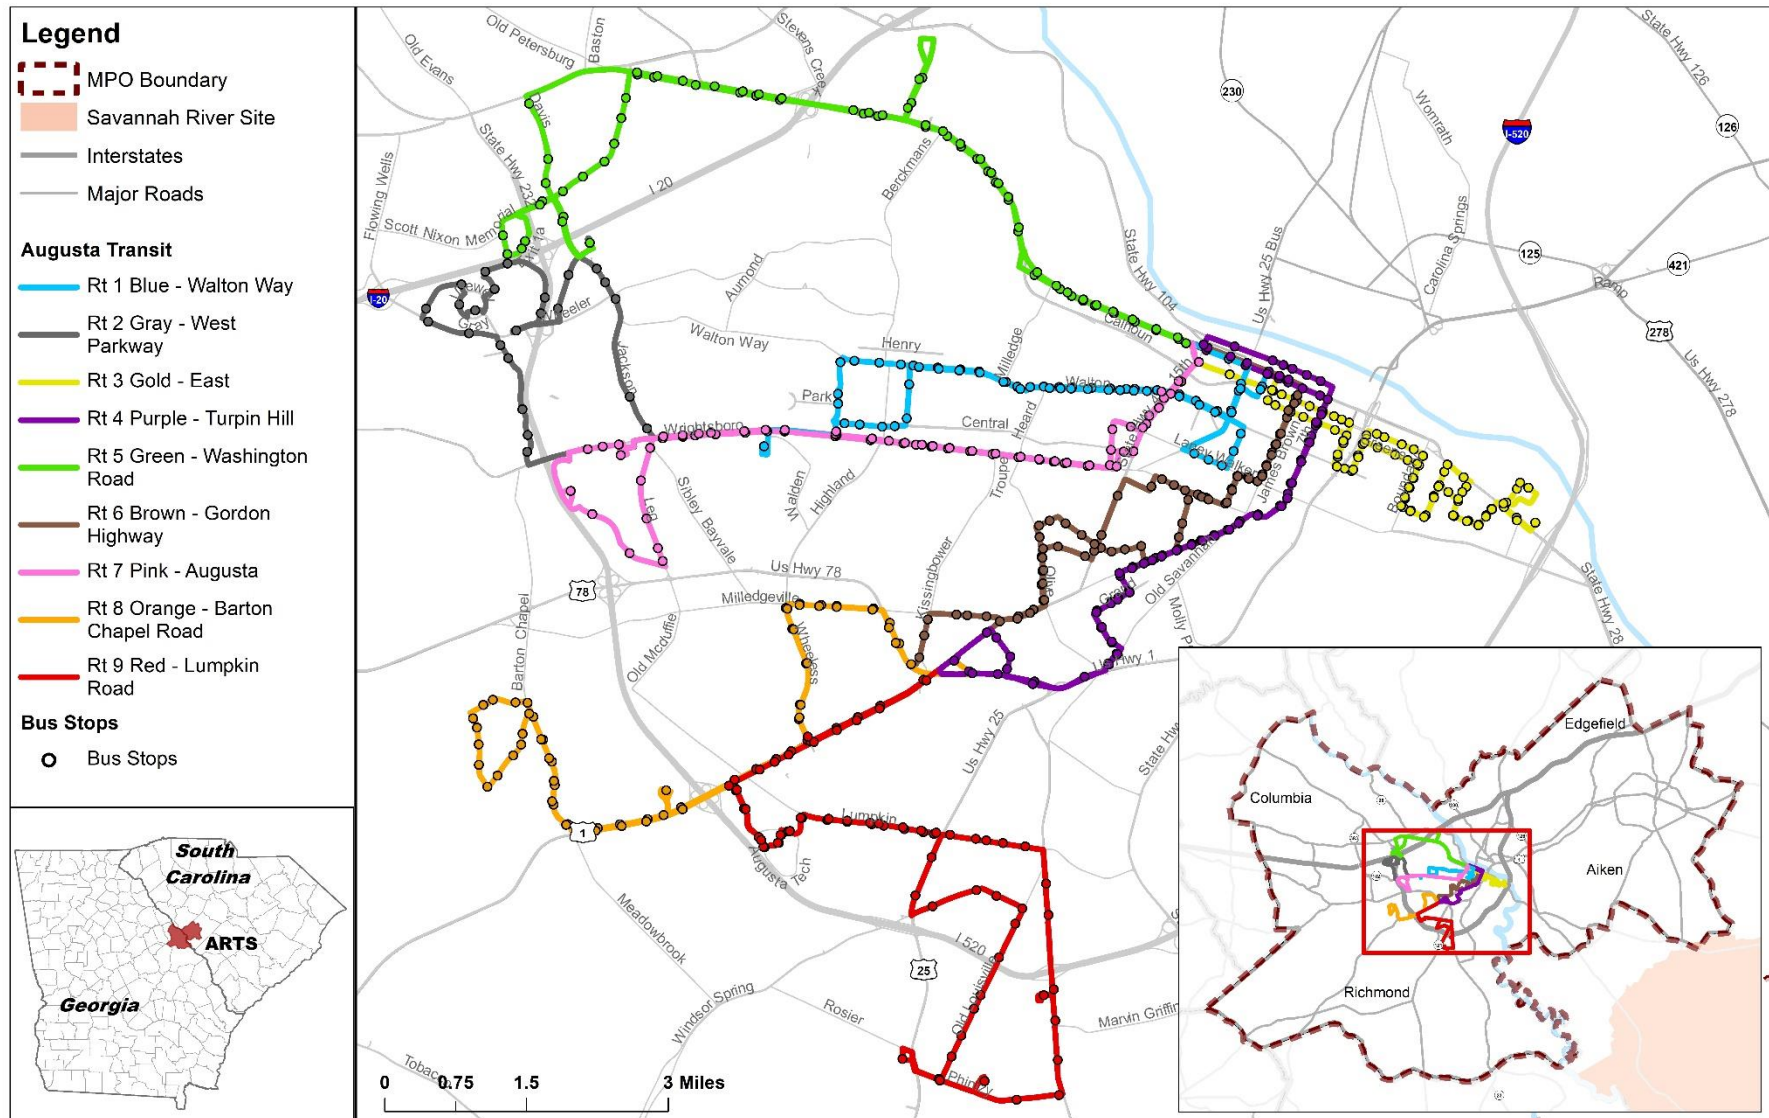 Legend
MPO Boundary
Savannah River Site
Interstates
Major Roads
Augusta Transit
Rt 1 Blue - Walton Way
Rt 2 Gray - West
Parkway
Rt 3 Gold - East
Rt 4 Purple - Turpin Hill
Rt 5 Green - Washington
Road
Rt 6 Brown - Gordon
Highway
Rt 7 Pink - Augusta
Rt 8 Orange - Barton
Chapel Road
Rt 9 Red - Lumpkin
Road
Bus Stops
Bus Stops
South
Carolina
ARTS
Georgia
Old Petersburg
Baston
Stevens Creek
Old Evans
Davis
State Hwy 232
I 20
Flowing Wells
Scott Nixon Memorial
I-20
Gray
Jackson
Berckmans
Aumond
Walton Way
Henry
Park
Milledge
Walton
Central
Heard
Calhoun
15th
State Hwy 104
Us Hwy 25 Bus
State Hwy 126
230
126
I-520
Womrath
Carolina Springs
125
421
Ramp
278
Us Hwy 278
Wrightsboro
Walden
Highland
Troupe
James Brown
7th
Sibley
Bayvale
Us Hwy 78
78
Milledgeville
Kissingbower
Olive
Old Savannah
Us Hwy 1
State Hwy 28
Barton Chapel
Old Mcduffie
Wheeless
Us Hwy 25
1
Lumpkin
Augusta Tech
Meadowbrook
I 520
25
Old Louisville
Windsor Spring
Rosier
Marvin Griffin
Phinizy
0 0.75 1.5 3 Miles
Edgefield
Columbia
Aiken
Richmond